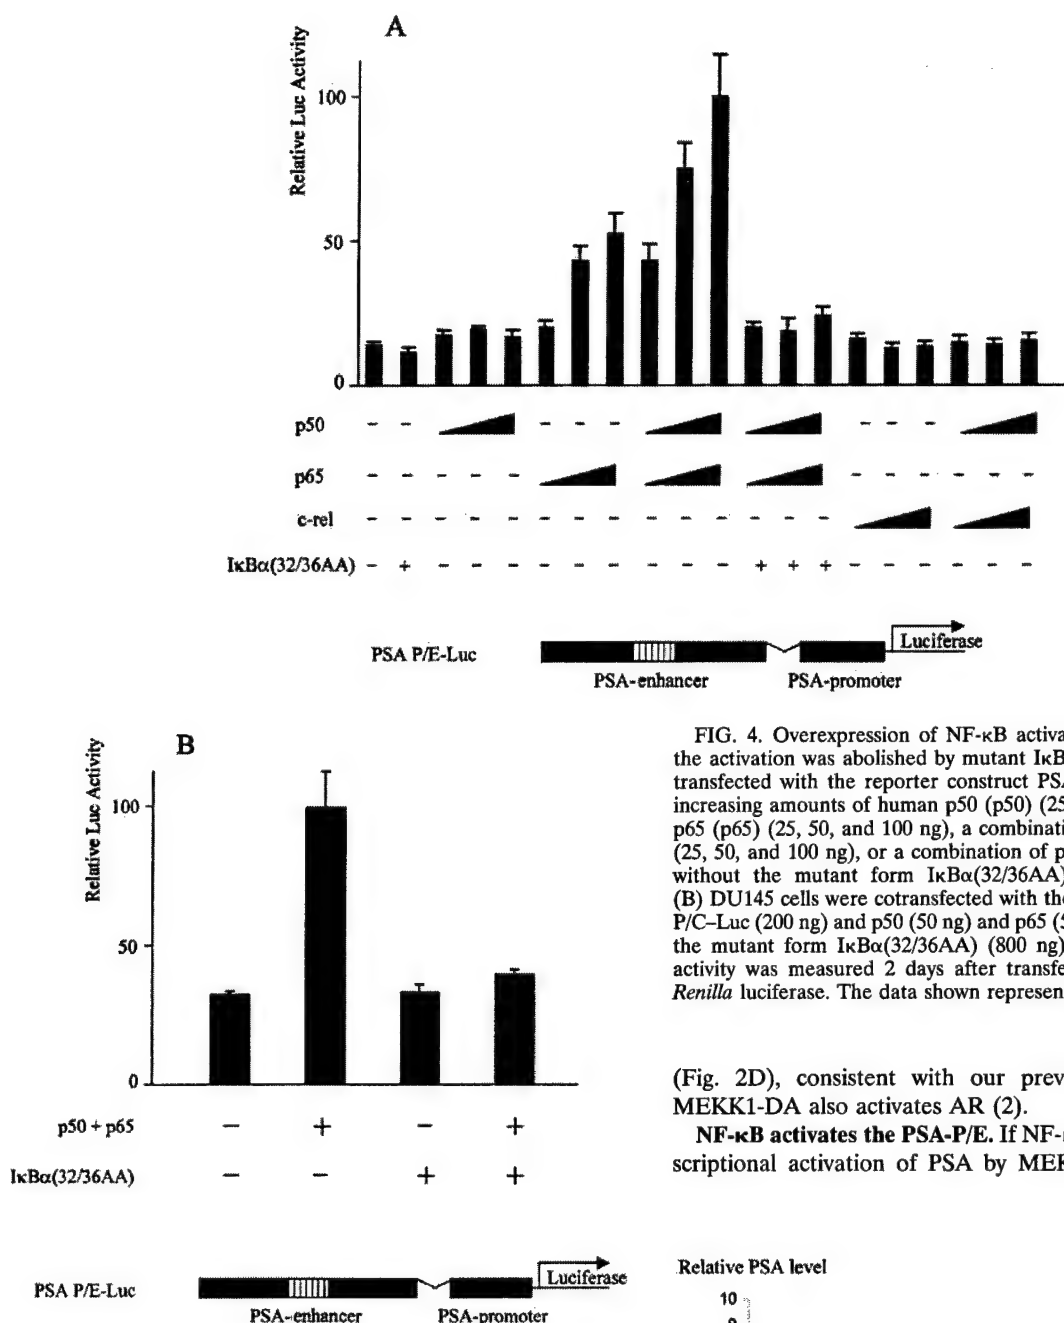 A
Relative Luc Activity
100
50
0
p50 - - - - - - - -
p65 - - - - - - - - - - -
c-rel - - - - - - - - - - - - - -
IκBα(32/36AA) - + - - - - - - - - - + + + - - - - - -
PSA P/E-Luc
Luciferase
PSA-enhancer PSA-promoter
B
Relative Luc Activity
100
50
0
p50 + p65 - + - +
IκBα(32/36AA) - - + +
PSA P/E-Luc
Luciferase
PSA-enhancer PSA-promoter
FIG. 4. Overexpression of NF-κB activa
the activation was abolished by mutant IκB
transfected with the reporter construct PSA
increasing amounts of human p50 (p50) (25
p65 (p65) (25, 50, and 100 ng), a combinati
(25, 50, and 100 ng), or a combination of p
without the mutant form IκBα(32/36AA)
(B) DU145 cells were cotransfected with the
P/C–Luc (200 ng) and p50 (50 ng) and p65 (5
the mutant form IκBα(32/36AA) (800 ng)
activity was measured 2 days after transfe
Renilla luciferase. The data shown represen
(Fig. 2D), consistent with our prev
MEKK1-DA also activates AR (2).
NF-κB activates the PSA-P/E. If NF-
scriptional activation of PSA by MEK
Relative PSA level
10